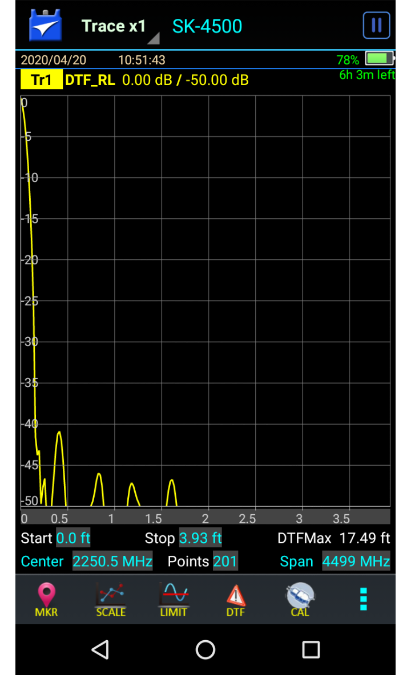 Trace x1 SK-4500
2020/04/20 10:51:43 78%
6h 3m left
Tr1 DTF_RL 0.00 dB / -50.00 dB
0
-5
-10
-15
-20
-25
-30
-35
-40
-45
-50
0 0.5 1 1.5 2 2.5 3 3.5
Start 0.0 ft Stop 3.93 ft DTFMax 17.49 ft
Center 2250.5 MHz Points 201 Span 4499 MHz
MKR SCALE LIMIT DTF CAL